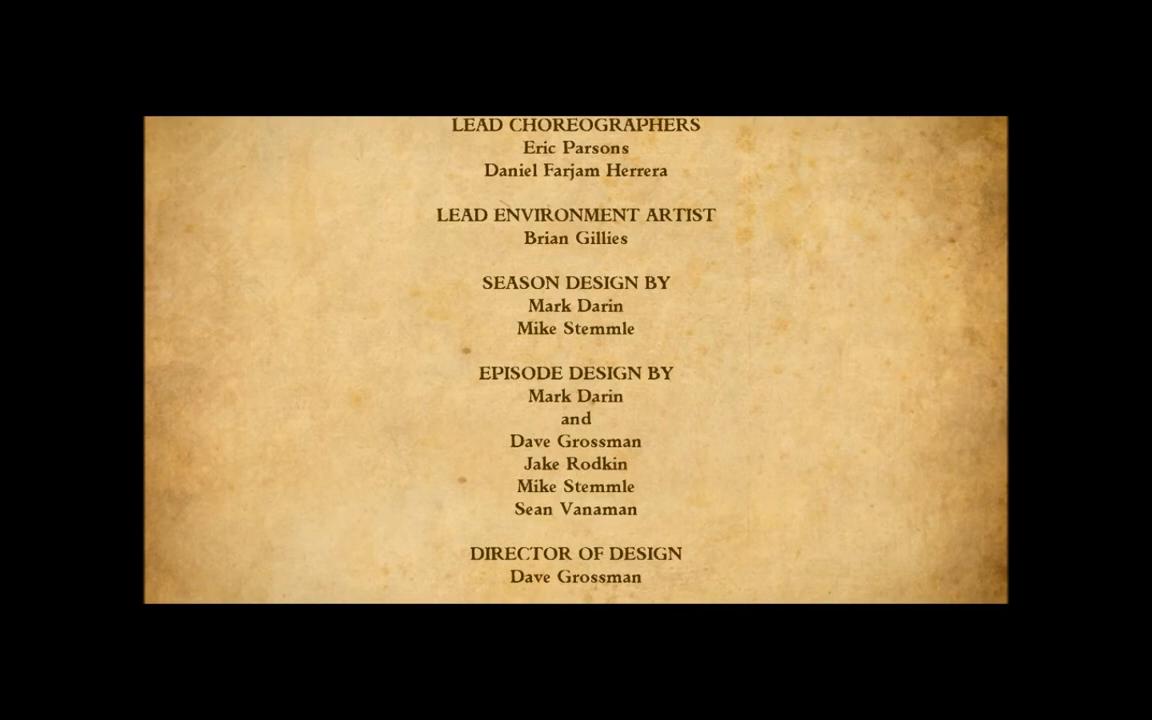 LEAD CHOREOGRAPHERS
Eric Parsons
Daniel Farjam Herrera
LEAD ENVIRONMENT ARTIST
Brian Gillies
SEASON DESIGN BY
Mark Darin
Mike Stemmle
EPISODE DESIGN BY
Mark Darin
and
Dave Grossman
Jake Rodkin
Mike Stemmle
Sean Vanaman
DIRECTOR OF DESIGN
Dave Grossman